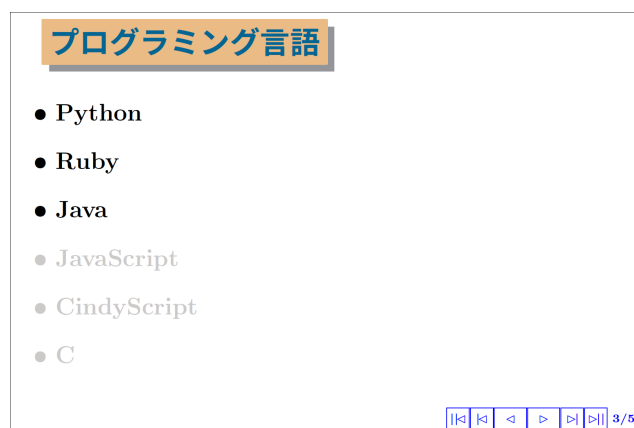 プログラミング言語
• Python
• Ruby
• Java
• JavaScript
• CindyScript
• C
3/5